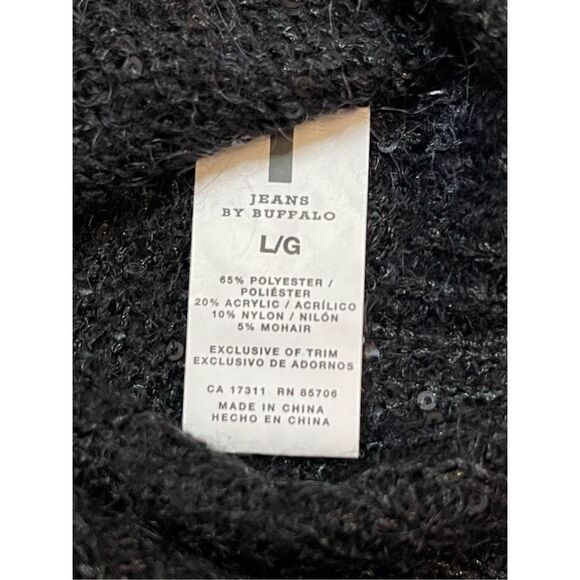 JEANS
BY BUFFALO
L/G
65% POLYESTER /
POLIÉSTER
20% ACRYLIC / ACRÍLICO
10% NYLON / NILÓN
5% MOHAIR
EXCLUSIVE OF TRIM
EXCLUSIVO DE ADORNOS
CA 17311 RN 85706
MADE IN CHINA
HECHO EN CHINA